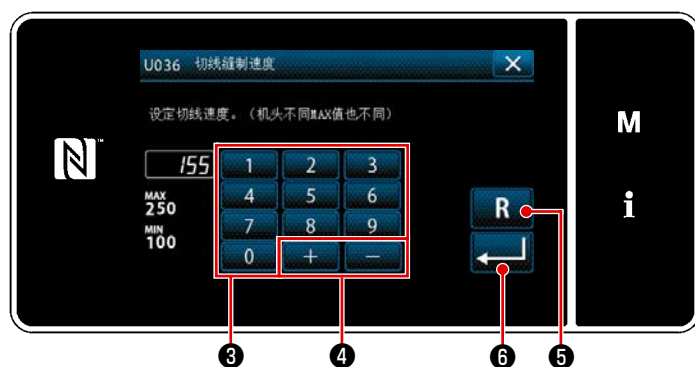 U036 切线缝制速度
设定切线速度。（机头不同MAX值也不同）
155
MAX
250
MIN
100
1 2 3
4 5 6
7 8 9
0 + −
R
M
i
N
❸ ❹ ❻ ❺